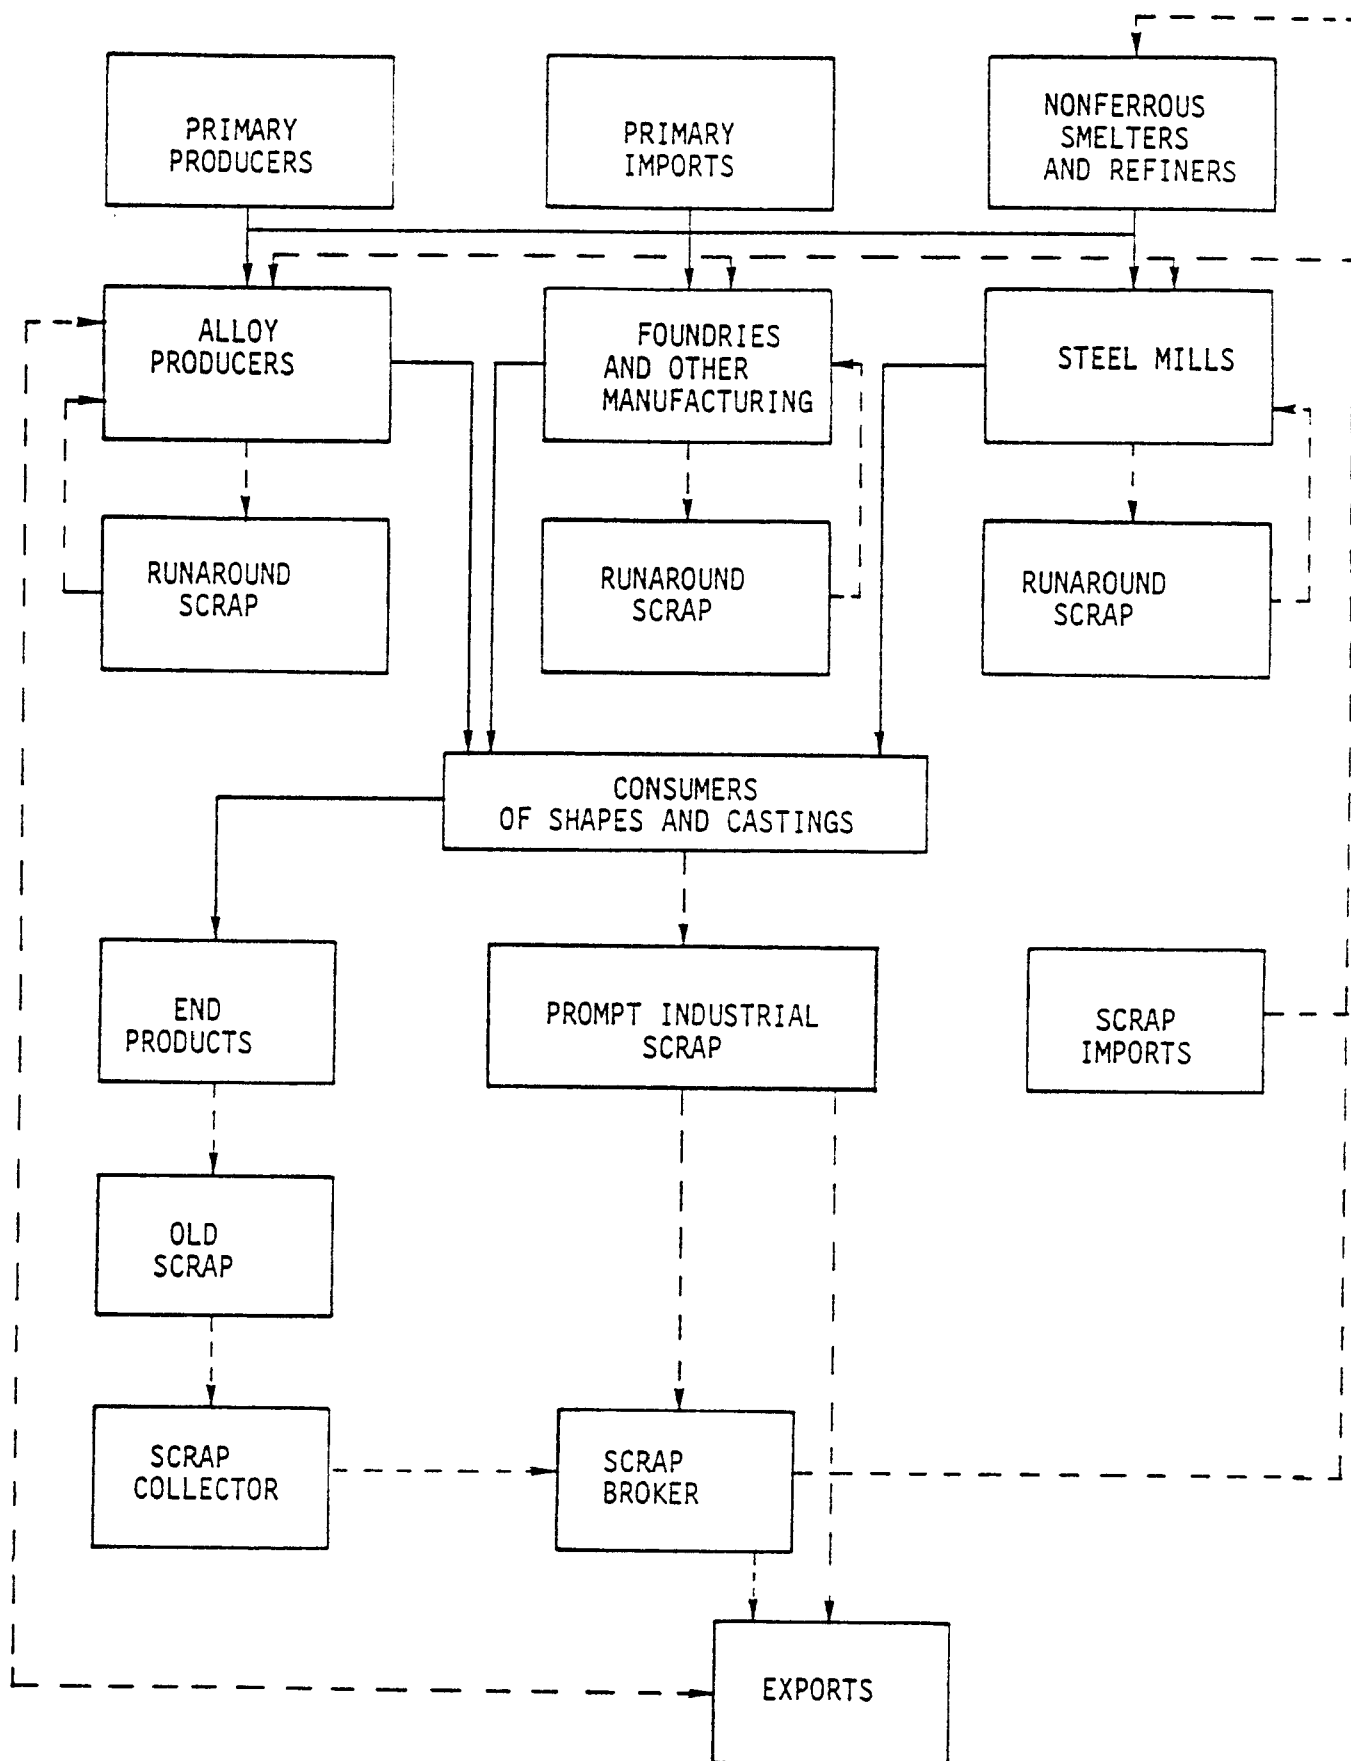 PRIMARY
PRODUCERS
PRIMARY
IMPORTS
NONFERROUS
SMELTERS
AND REFINERS
ALLOY
PRODUCERS
FOUNDRIES
AND OTHER
MANUFACTURING
STEEL MILLS
RUNAROUND
SCRAP
RUNAROUND
SCRAP
RUNAROUND
SCRAP
CONSUMERS
OF SHAPES AND CASTINGS
END
PRODUCTS
PROMPT INDUSTRIAL
SCRAP
SCRAP
IMPORTS
OLD
SCRAP
SCRAP
COLLECTOR
SCRAP
BROKER
EXPORTS